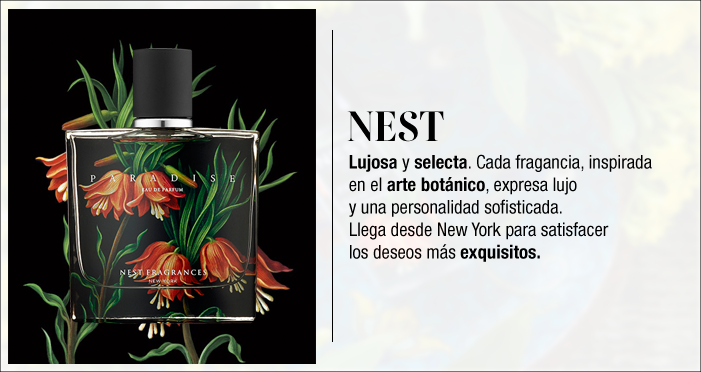 PARADISE
EAU DE PARFUM
NEST FRAGRANCES
NEW YORK
NEST
Lujosa y selecta. Cada fragancia, inspirada
en el arte botánico, expresa lujo
y una personalidad sofisticada.
Llega desde New York para satisfacer
los deseos más exquisitos.